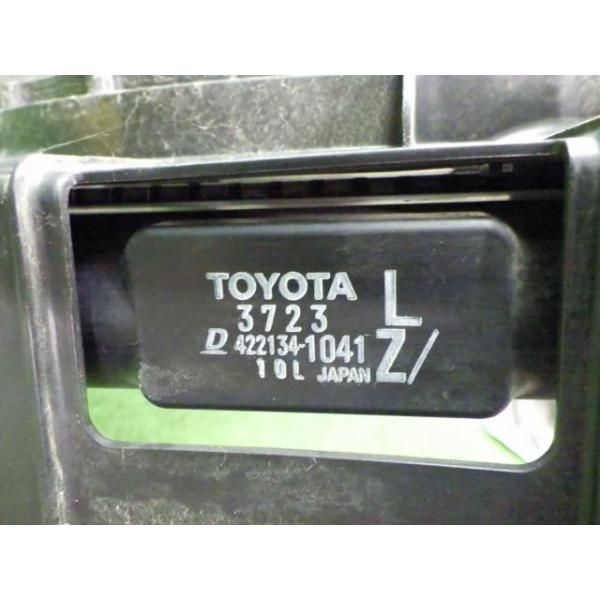 TOYOTA L
3723
D 422134-1041 Z/
10L JAPAN